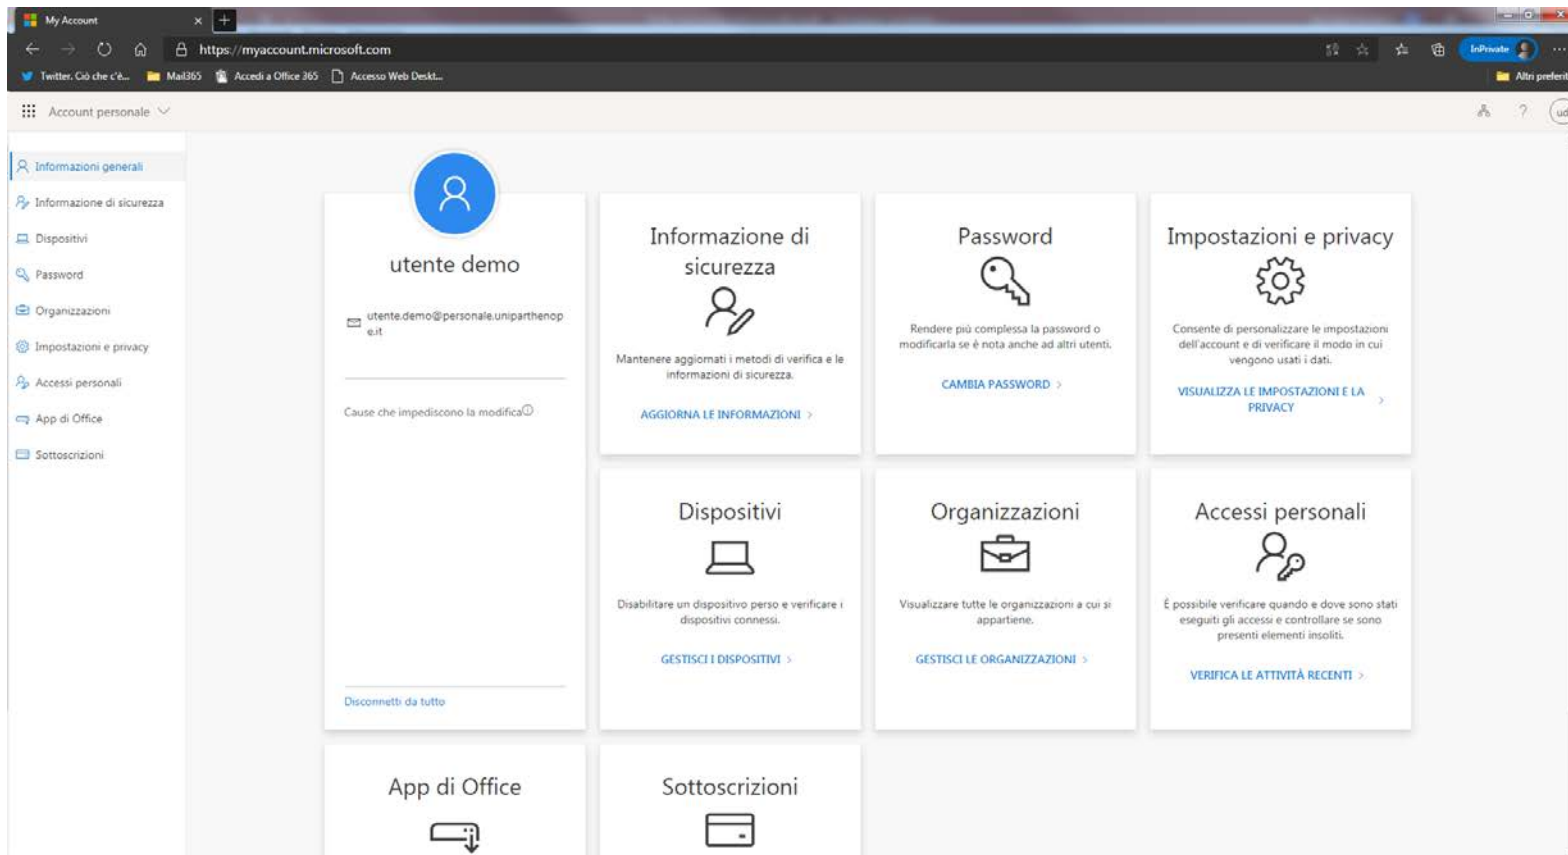 My Account
https://myaccount.microsoft.com
InPrivate
Twitter. Ciò che c'è...
Mail365
Accedi a Office 365
Accesso Web Deskt...
Altri preferit
Account personale
?
ud
Informazioni generali
Informazione di sicurezza
Dispositivi
Password
Organizzazioni
Impostazioni e privacy
Accessi personali
App di Office
Sottoscrizioni
utente demo
utente.demo@personale.uniparthenop
e.it
Cause che impediscono la modifica
Disconnetti da tutto
Informazione di
sicurezza
Mantenere aggiornati i metodi di verifica e le
informazioni di sicurezza.
AGGIORNA LE INFORMAZIONI >
Password
Rendere più complessa la password o
modificarla se è nota anche ad altri utenti.
CAMBIA PASSWORD >
Impostazioni e privacy
Consente di personalizzare le impostazioni
dell'account e di verificare il modo in cui
vengono usati i dati.
VISUALIZZA LE IMPOSTAZIONI E LA
PRIVACY >
Dispositivi
Disabilitare un dispositivo perso e verificare i
dispositivi connessi.
GESTISCI I DISPOSITIVI >
Organizzazioni
Visualizzare tutte le organizzazioni a cui si
appartiene.
GESTISCI LE ORGANIZZAZIONI >
Accessi personali
È possibile verificare quando e dove sono stati
eseguiti gli accessi e controllare se sono
presenti elementi insoliti.
VERIFICA LE ATTIVITÀ RECENTI >
App di Office
Sottoscrizioni